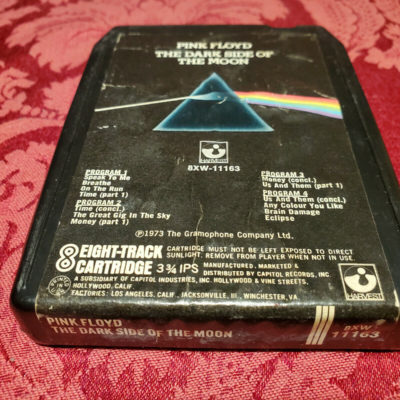 PINK FLOYD
THE DARK SIDE OF
THE MOON
HARVEST
8XW-11163
PROGRAM 1
Speak To Me
Breathe
On The Run
Time (part 1)
PROGRAM 2
Time (concl.)
The Great Gig In The Sky
Money (part 1)
PROGRAM 3
Money (concl.)
Us And Them (part 1)
PROGRAM 4
Us And Them (concl.)
Any Colour You Like
Brain Damage
Eclipse
℗1973 The Gramophone Company Ltd.
8 EIGHT-TRACK
CARTRIDGE 3¾ IPS
CARTRIDGE MUST NOT BE LEFT EXPOSED TO DIRECT
SUNLIGHT. REMOVE FROM PLAYER WHEN NOT IN USE.
MANUFACTURED, MARKETED &
DISTRIBUTED BY CAPITOL RECORDS, INC.
A SUBSIDIARY OF CAPITOL INDUSTRIES, INC. HOLLYWOOD & VINE STREETS,
HOLLYWOOD, CALIF.
FACTORIES: LOS ANGELES, CALIF., JACKSONVILLE, Ill., WINCHESTER, VA.
HARVEST
PINK FLOYD
THE DARK SIDE OF THE MOON
8XW
11163